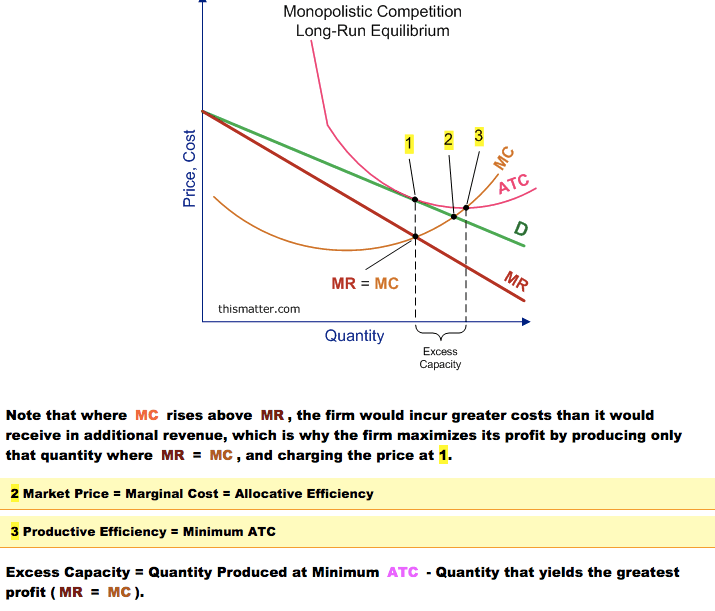 Monopolistic Competition
Long-Run Equilibrium
Price, Cost
1
2
3
MC
ATC
D
MR = MC
MR
thismatter.com
Quantity
Excess
Capacity
Note that where MC rises above MR, the firm would incur greater costs than it would
receive in additional revenue, which is why the firm maximizes its profit by producing only
that quantity where MR = MC, and charging the price at 1.
2 Market Price = Marginal Cost = Allocative Efficiency
3 Productive Efficiency = Minimum ATC
Excess Capacity = Quantity Produced at Minimum ATC - Quantity that yields the greatest
profit ( MR = MC ).